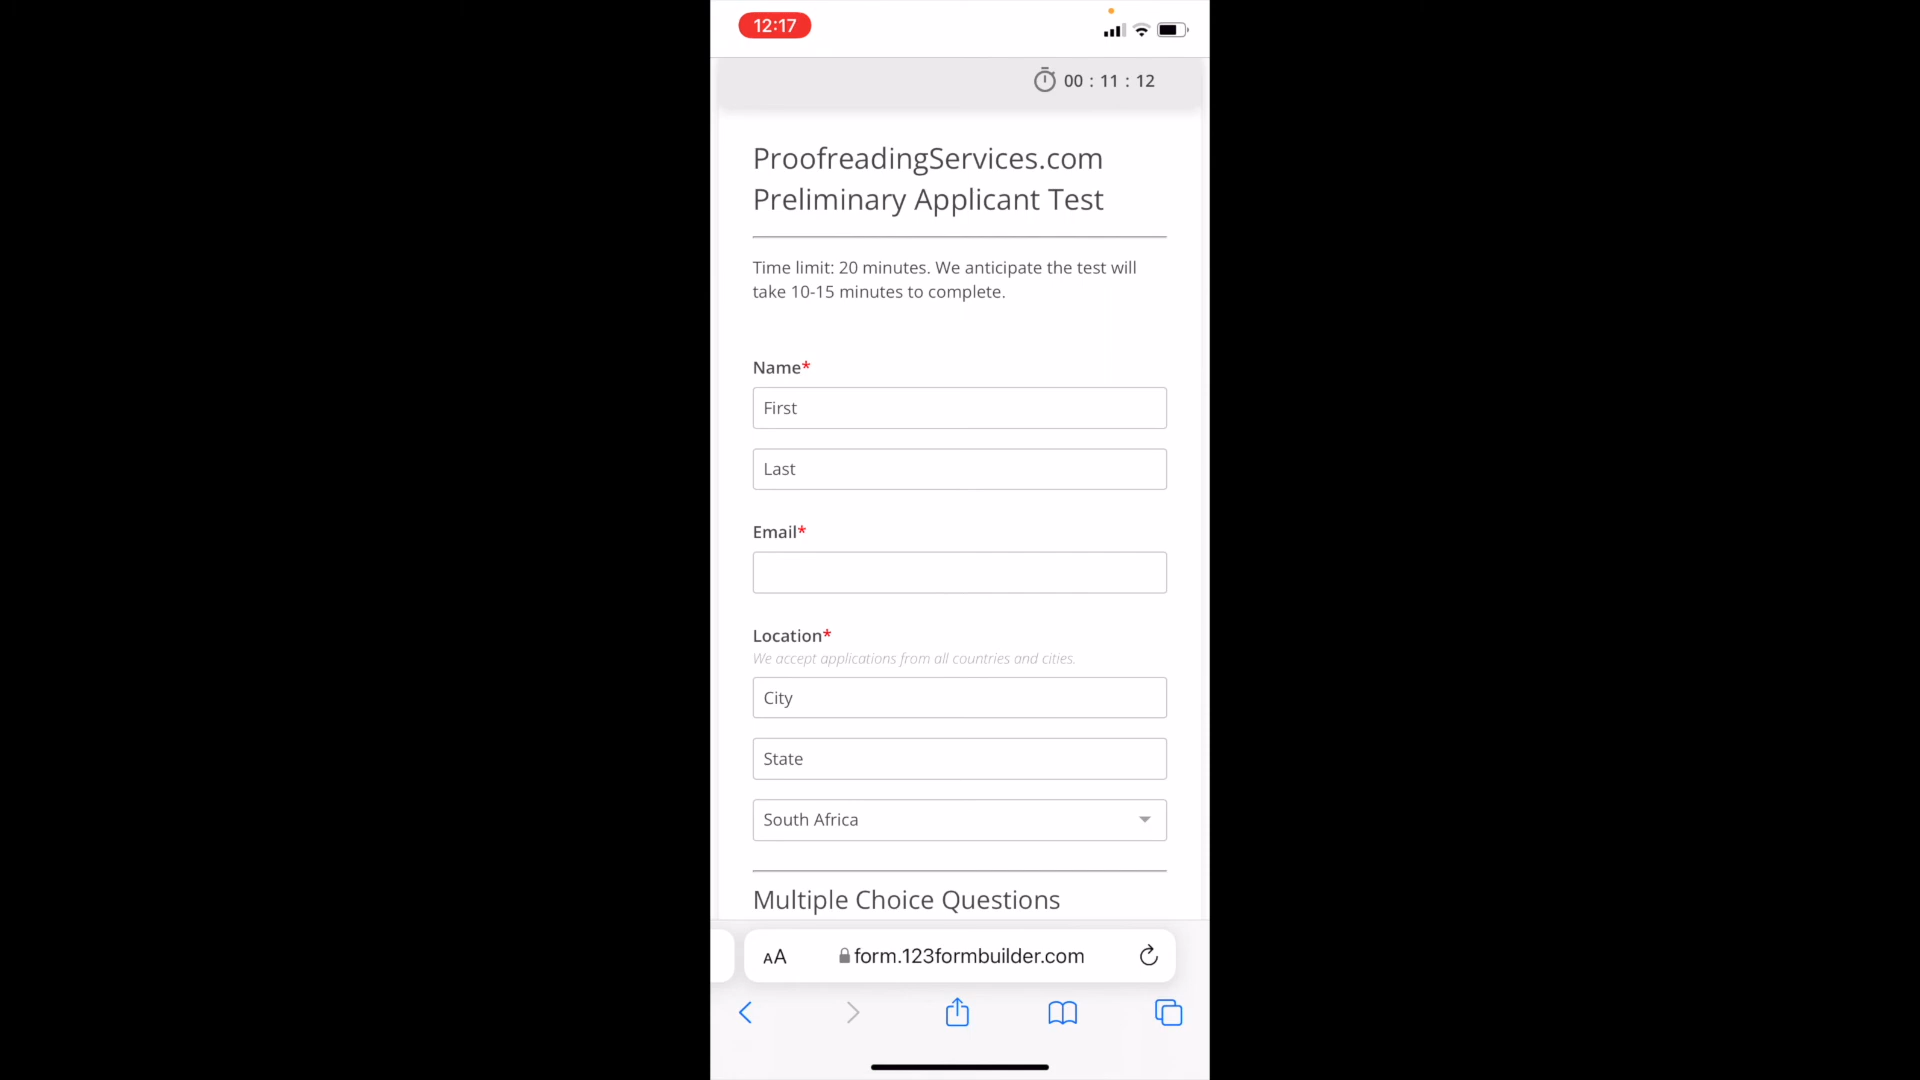 12:17
00 : 11 : 12
ProofreadingServices.com
Preliminary Applicant Test
Time limit: 20 minutes. We anticipate the test will
take 10-15 minutes to complete.
Name*
First
Last
Email*
Location*
We accept applications from all countries and cities.
City
State
South Africa
Multiple Choice Questions
AA form.123formbuilder.com